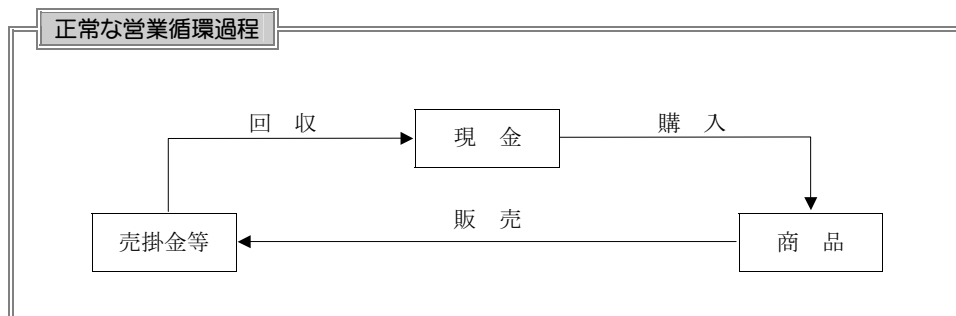 正常な営業循環過程
回 収
現 金
購 入
販 売
売掛金等
商 品